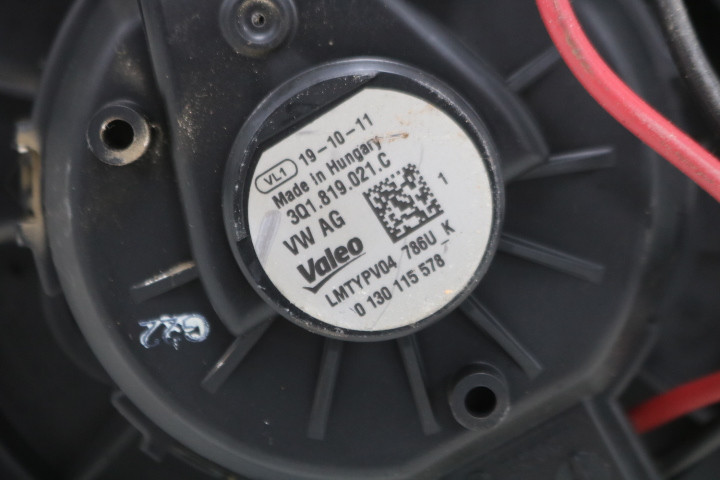 VL1 19-10-11
Made in Hungary
3Q1.819.021.C
VW AG
1
Valeo
LMTYPV04 786U_K
0 130 115 578